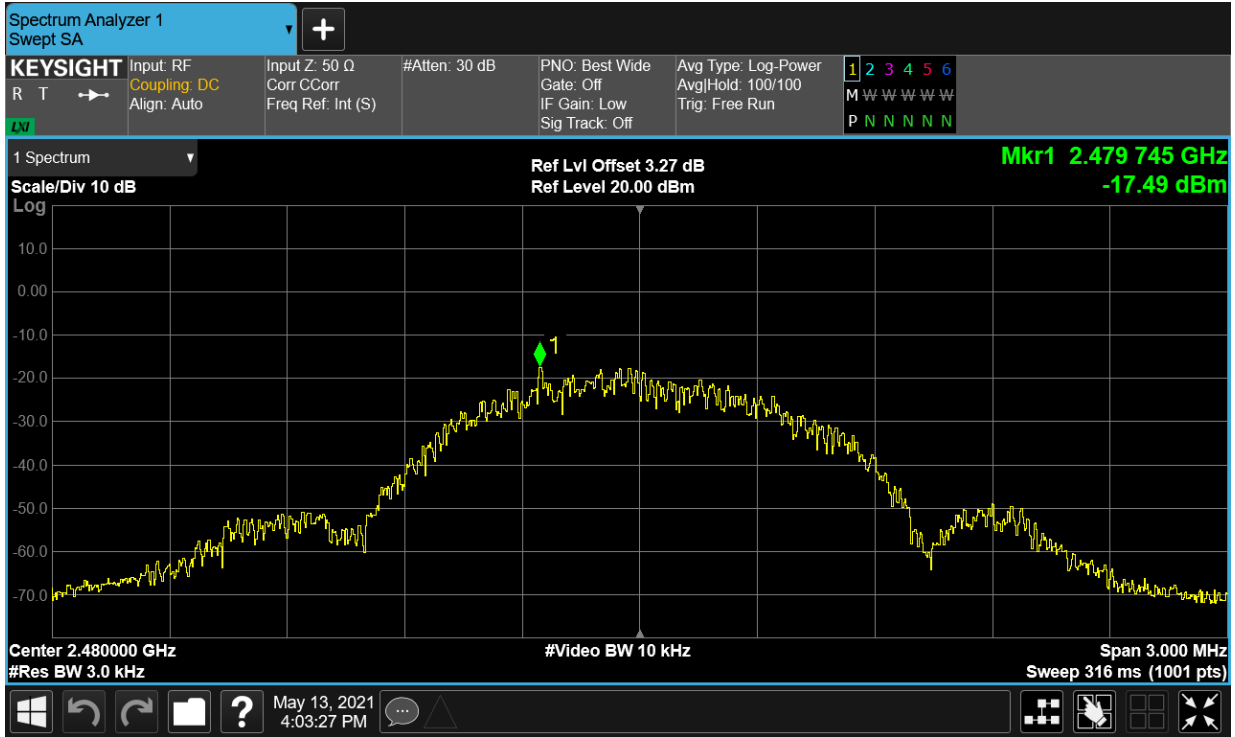 Spectrum Analyzer 1
Swept SA
+
KEYSIGHT Input: RF Input Z: 50 Ω #Atten: 30 dB PNO: Best Wide Avg Type: Log-Power 1 2 3 4 5 6
R T Coupling: DC Corr CCorr Gate: Off Avg|Hold: 100/100 M W W W W W W
Align: Auto Freq Ref: Int (S) IF Gain: Low Trig: Free Run
LXI Sig Track: Off P N N N N N N
1 Spectrum Ref Lvl Offset 3.27 dB Mkr1 2.479 745 GHz
Scale/Div 10 dB Ref Level 20.00 dBm -17.49 dBm
Log
10.0
0.00
-10.0
1
-20.0
-30.0
-40.0
-50.0
-60.0
-70.0
Center 2.480000 GHz #Video BW 10 kHz Span 3.000 MHz
#Res BW 3.0 kHz Sweep 316 ms (1001 pts)
? May 13, 2021
4:03:27 PM